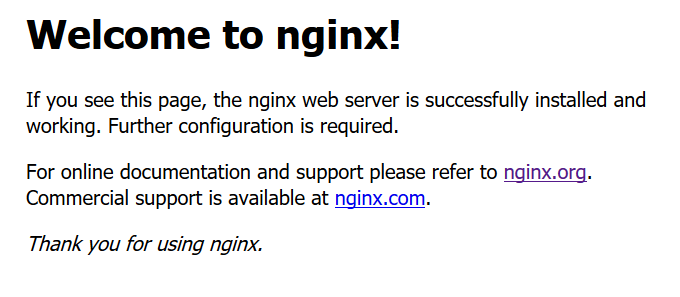 Welcome to nginx!
If you see this page, the nginx web server is successfully installed and
working. Further configuration is required.
For online documentation and support please refer to nginx.org.
Commercial support is available at nginx.com.
Thank you for using nginx.